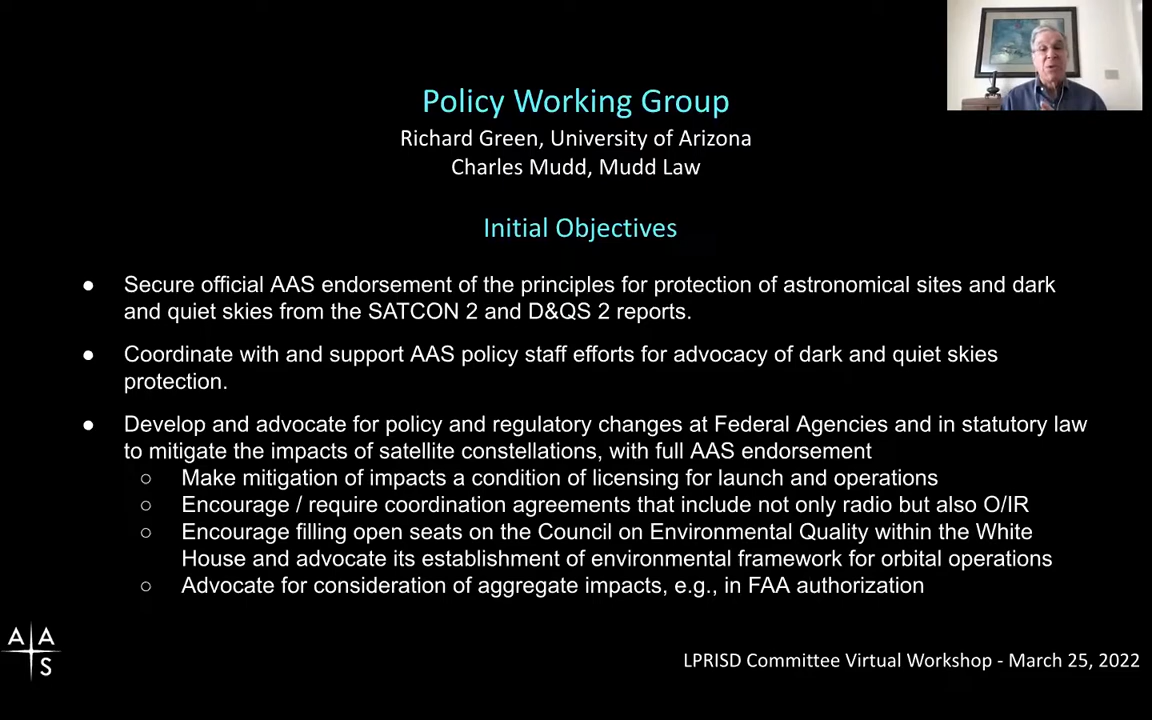 Policy Working Group
Richard Green, University of Arizona
Charles Mudd, Mudd Law
Initial Objectives
● Secure official AAS endorsement of the principles for protection of astronomical sites and dark
and quiet skies from the SATCON 2 and D&QS 2 reports.
● Coordinate with and support AAS policy staff efforts for advocacy of dark and quiet skies
protection.
● Develop and advocate for policy and regulatory changes at Federal Agencies and in statutory law
to mitigate the impacts of satellite constellations, with full AAS endorsement
○ Make mitigation of impacts a condition of licensing for launch and operations
○ Encourage / require coordination agreements that include not only radio but also O/IR
○ Encourage filling open seats on the Council on Environmental Quality within the White
House and advocate its establishment of environmental framework for orbital operations
○ Advocate for consideration of aggregate impacts, e.g., in FAA authorization
A A
S
LPRISD Committee Virtual Workshop - March 25, 2022